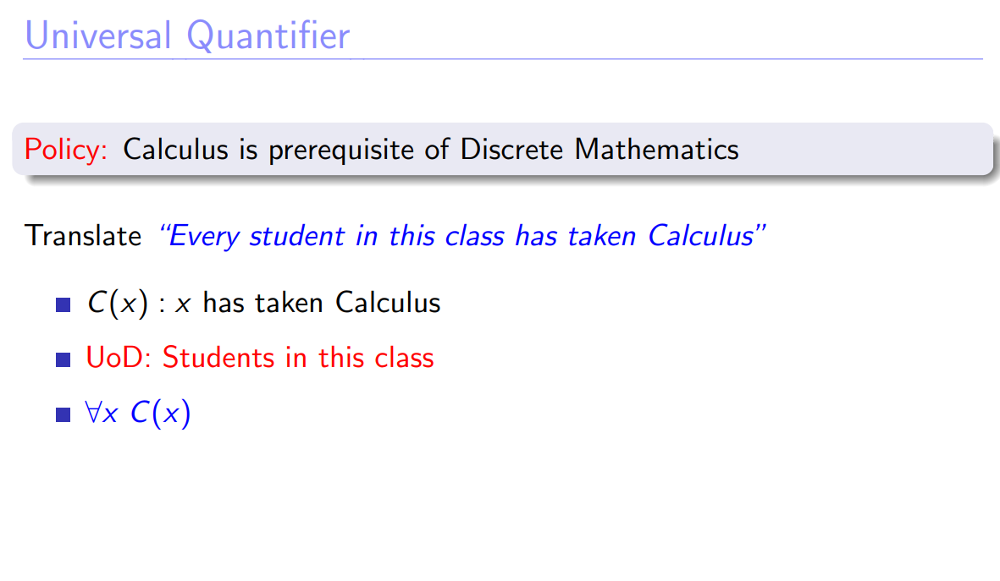 Universal Quantifier
Policy: Calculus is prerequisite of Discrete Mathematics
Translate “Every student in this class has taken Calculus”
C(x) : x has taken Calculus
UoD: Students in this class
∀x C(x)